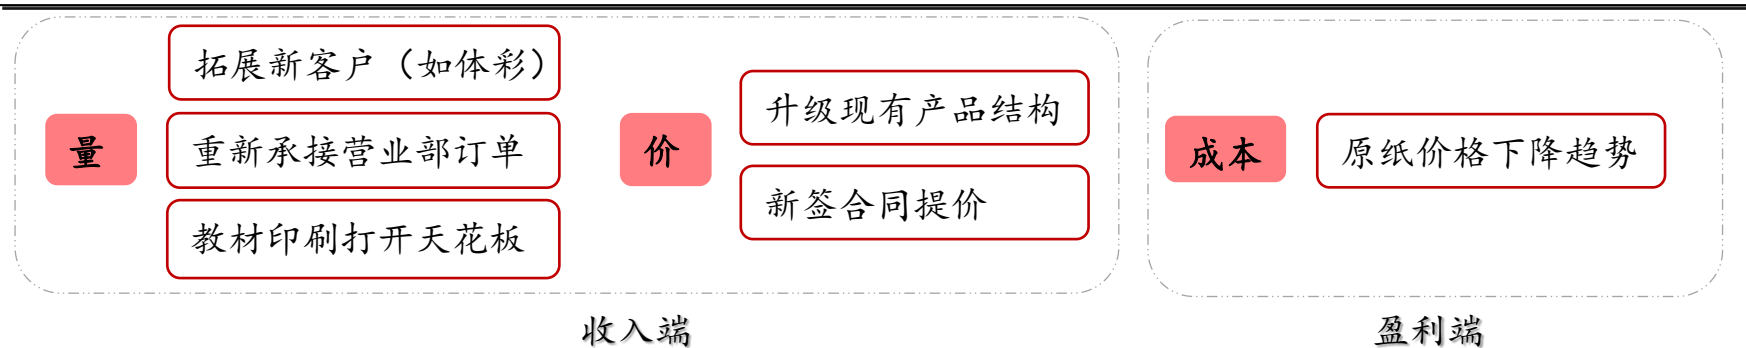 量
拓展新客户（如体彩）
重新承接营业部订单
教材印刷打开天花板
价
升级现有产品结构
新签合同提价
收入端
成本
原纸价格下降趋势
盈利端